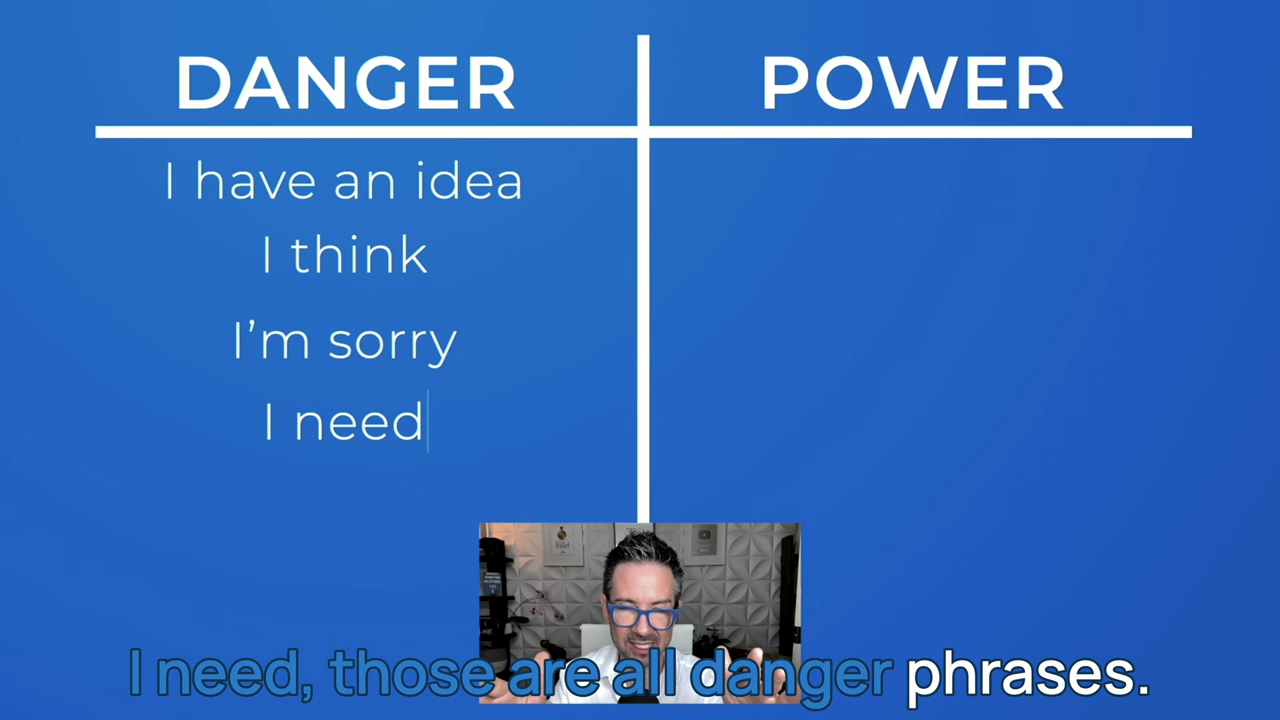 DANGER
POWER
I have an idea
I think
I'm sorry
I need
I need, those are all danger phrases.